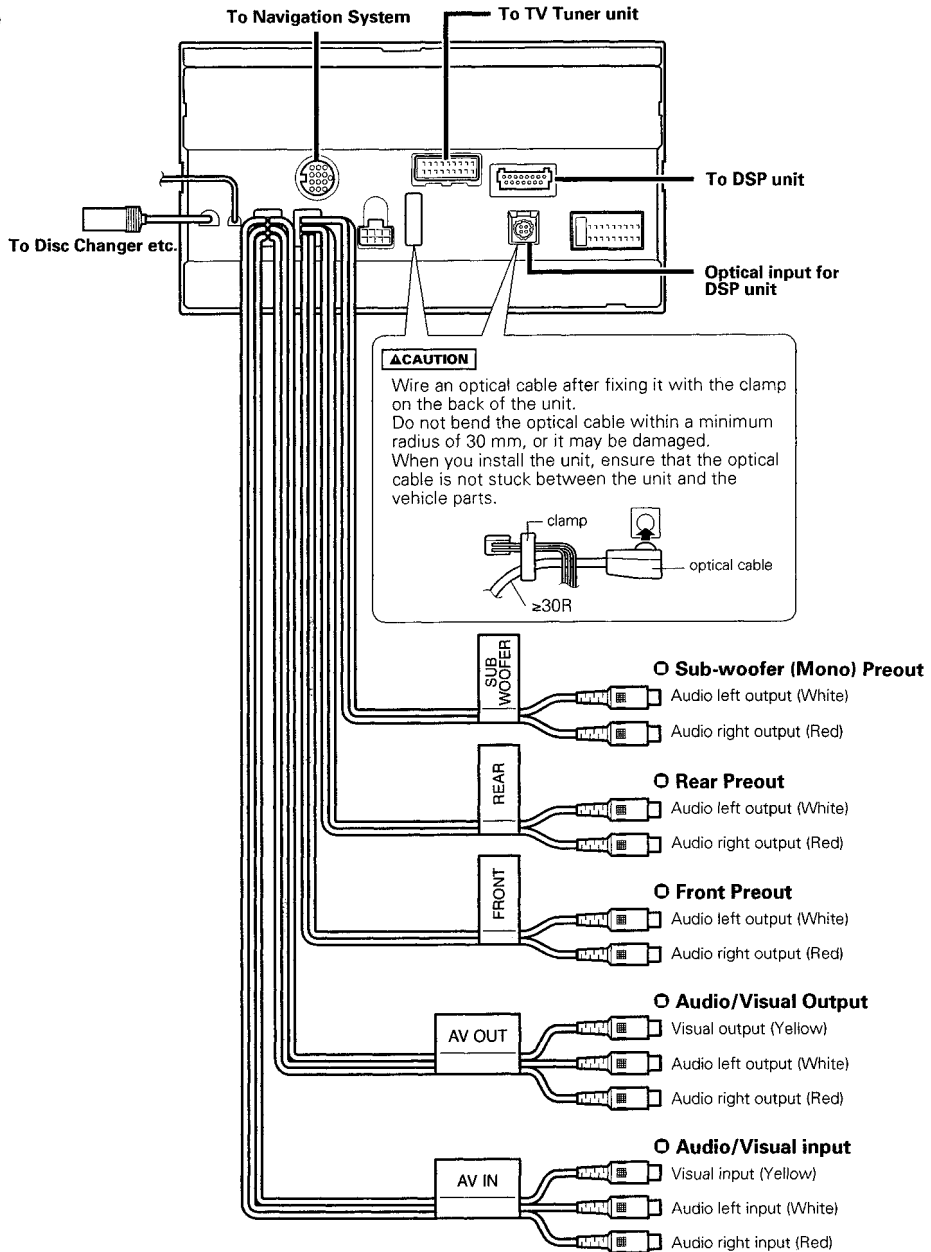 To Navigation System
To TV Tuner unit
To DSP unit
To Disc Changer etc.
Optical input for
DSP unit
⚠CAUTION
Wire an optical cable after fixing it with the clamp
on the back of the unit.
Do not bend the optical cable within a minimum
radius of 30 mm, or it may be damaged.
When you install the unit, ensure that the optical
cable is not stuck between the unit and the
vehicle parts.
clamp
optical cable
≥30R
SUB
WOOFER
Sub-woofer (Mono) Preout
Audio left output (White)
Audio right output (Red)
REAR
Rear Preout
Audio left output (White)
Audio right output (Red)
FRONT
Front Preout
Audio left output (White)
Audio right output (Red)
AV OUT
Audio/Visual Output
Visual output (Yellow)
Audio left output (White)
Audio right output (Red)
AV IN
Audio/Visual input
Visual input (Yellow)
Audio left input (White)
Audio right input (Red)